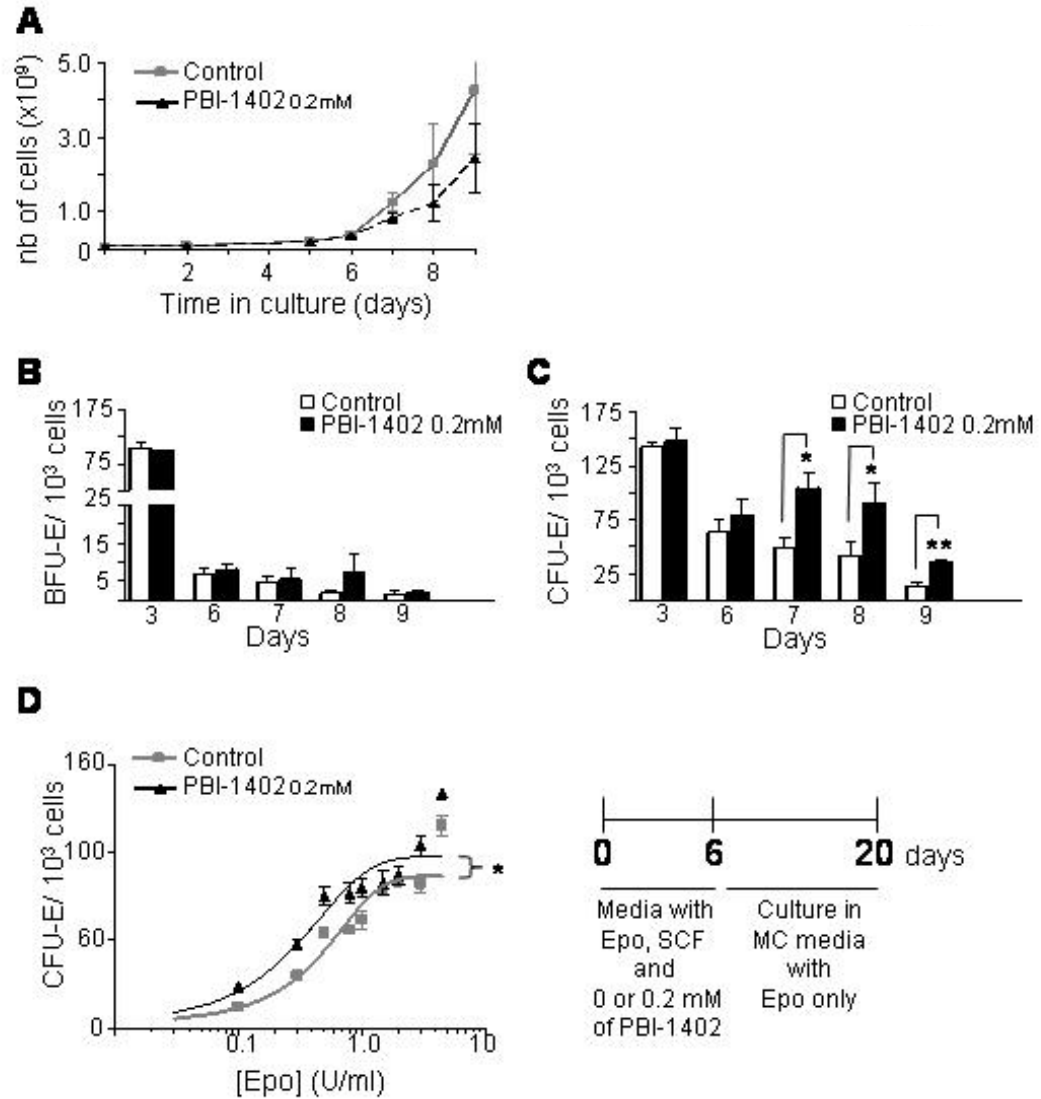 A
5.0
3.0
1.0
0
nb of cells (x10⁹)
Control
PBI-1402 0.2mM
2 4 6 8
Time in culture (days)
B
175
75
25
25
15
5
BFU-E/ 10³ cells
Control
PBI-1402 0.2mM
3 6 7 8 9
Days
C
175
125
75
25
CFU-E/ 10³ cells
Control
PBI-1402 0.2mM
* * **
3 6 7 8 9
Days
D
160
100
60
0
CFU-E/ 10³ cells
Control
PBI-1402 0.2mM
*
0.1 1.0 10
[Epo] (U/ml)
0 6 20 days
Media with
Epo, SCF
and
0 or 0.2 mM
of PBI-1402
Culture in
MC media
with
Epo only